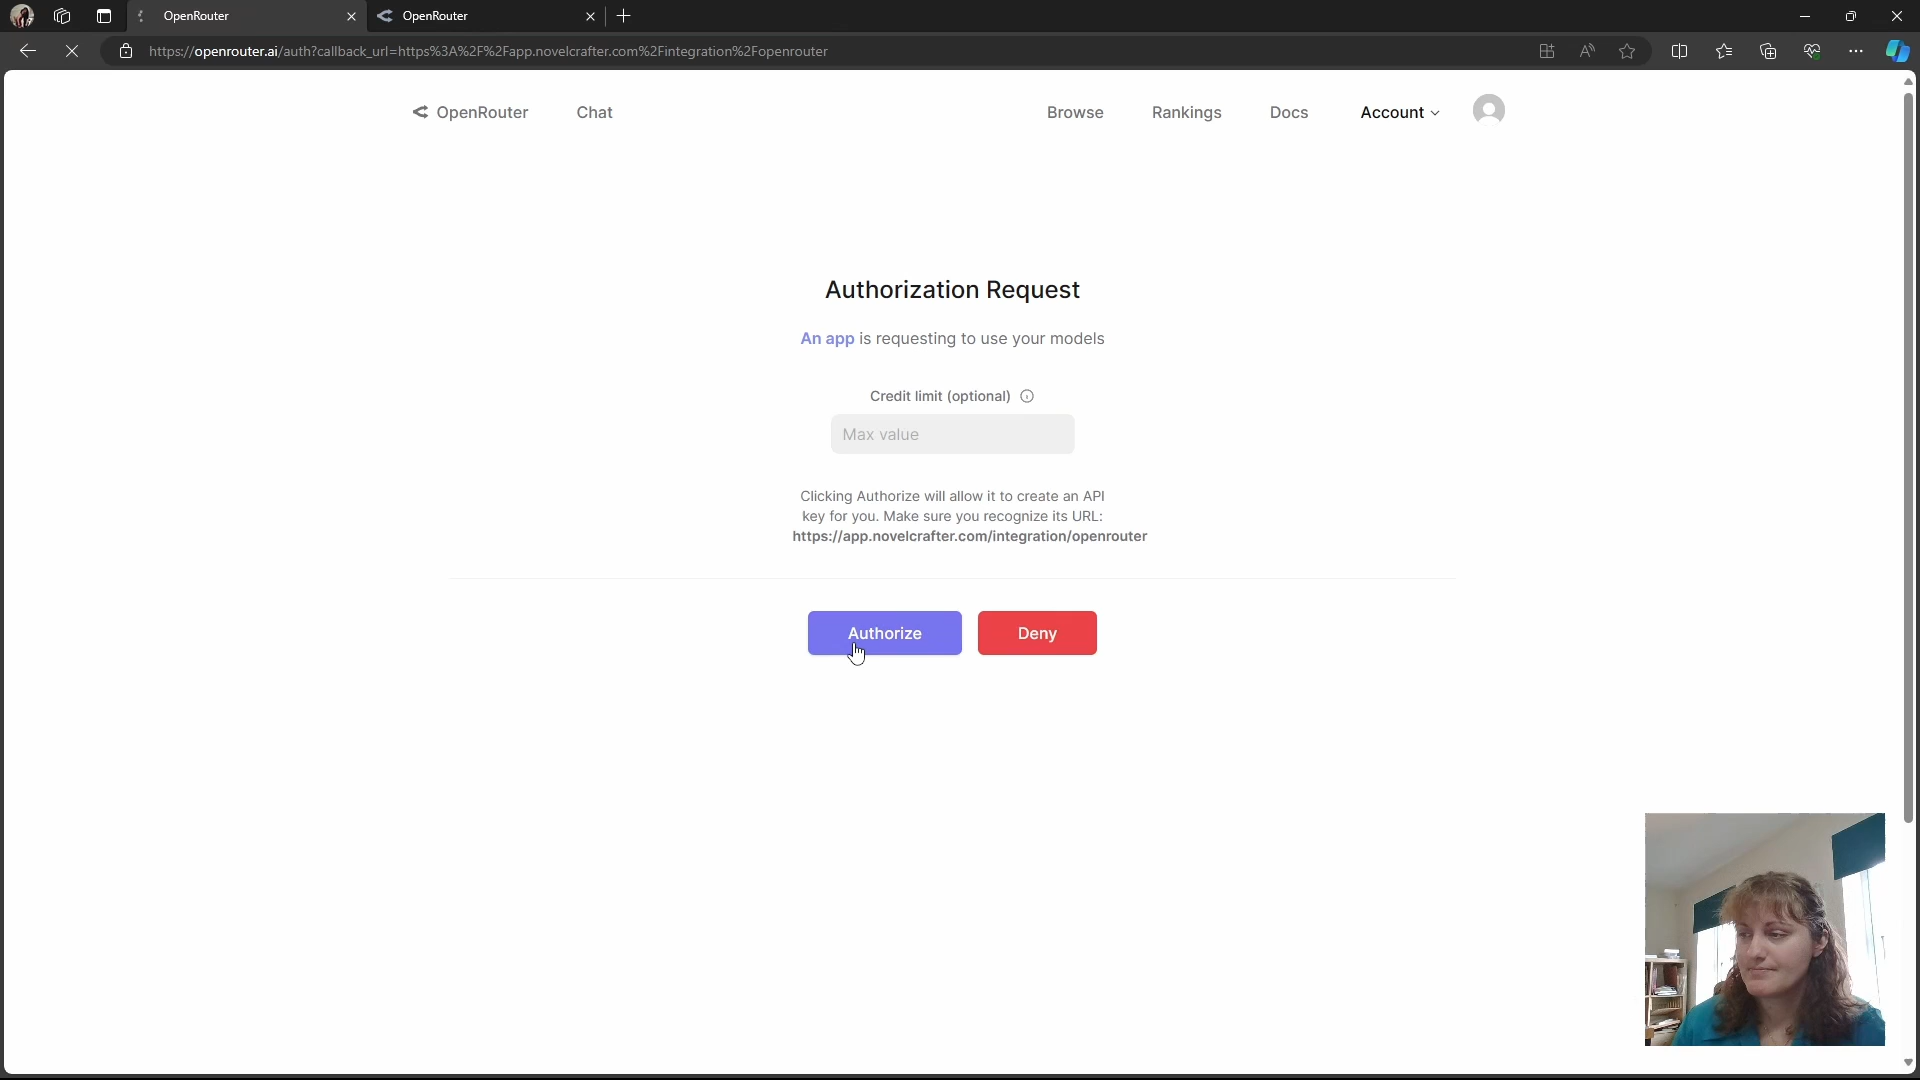 OpenRouter
OpenRouter
https://openrouter.ai/auth?callback_url=https%3A%2F%2Fapp.novelcrafter.com%2Fintegration%2Fopenrouter
OpenRouter
Chat
Browse
Rankings
Docs
Account
Authorization Request
An app is requesting to use your models
Credit limit (optional)
Max value
Clicking Authorize will allow it to create an API
key for you. Make sure you recognize its URL:
https://app.novelcrafter.com/integration/openrouter
Authorize
Deny